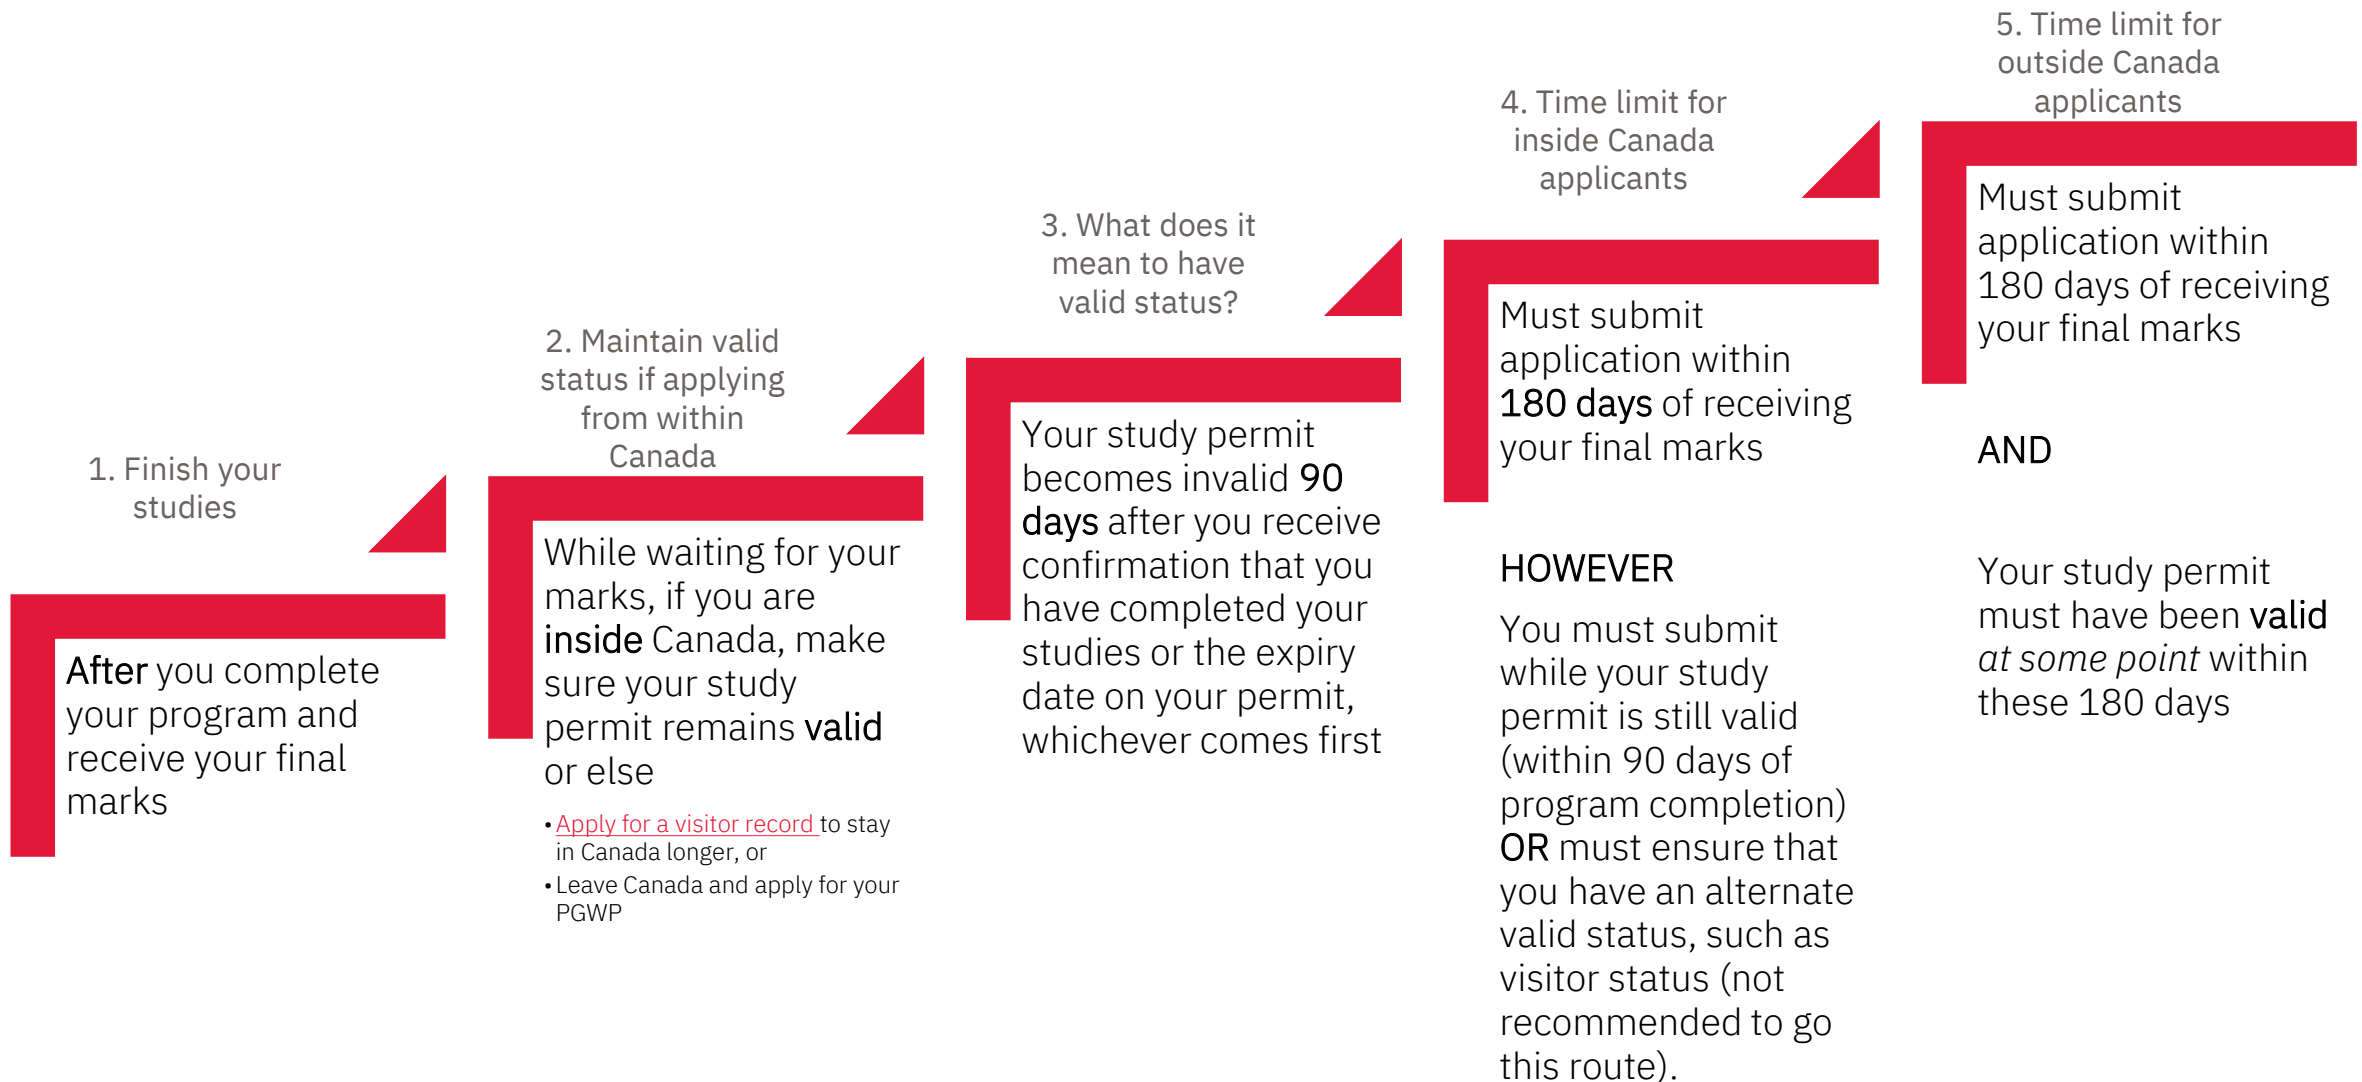 1. Finish your
studies
After you complete
your program and
receive your final
marks
2. Maintain valid
status if applying
from within
Canada
While waiting for your
marks, if you are
inside Canada, make
sure your study
permit remains valid
or else
• Apply for a visitor record to stay
in Canada longer, or
• Leave Canada and apply for your
PGWP
3. What does it
mean to have
valid status?
Your study permit
becomes invalid 90
days after you receive
confirmation that you
have completed your
studies or the expiry
date on your permit,
whichever comes first
4. Time limit for
inside Canada
applicants
Must submit
application within
180 days of receiving
your final marks
HOWEVER
You must submit
while your study
permit is still valid
(within 90 days of
program completion)
OR must ensure that
you have an alternate
valid status, such as
visitor status (not
recommended to go
this route).
5. Time limit for
outside Canada
applicants
Must submit
application within
180 days of receiving
your final marks
AND
Your study permit
must have been valid
at some point within
these 180 days